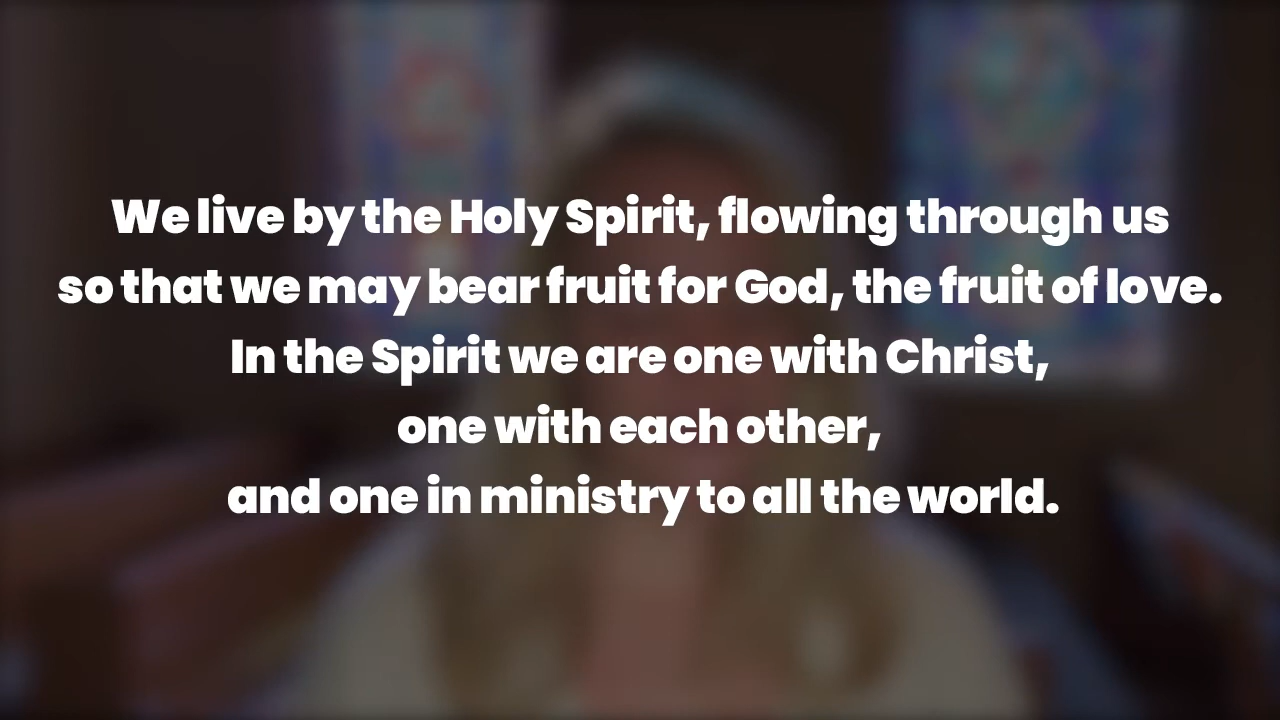 We live by the Holy Spirit, flowing through us
so that we may bear fruit for God, the fruit of love.
In the Spirit we are one with Christ,
one with each other,
and one in ministry to all the world.